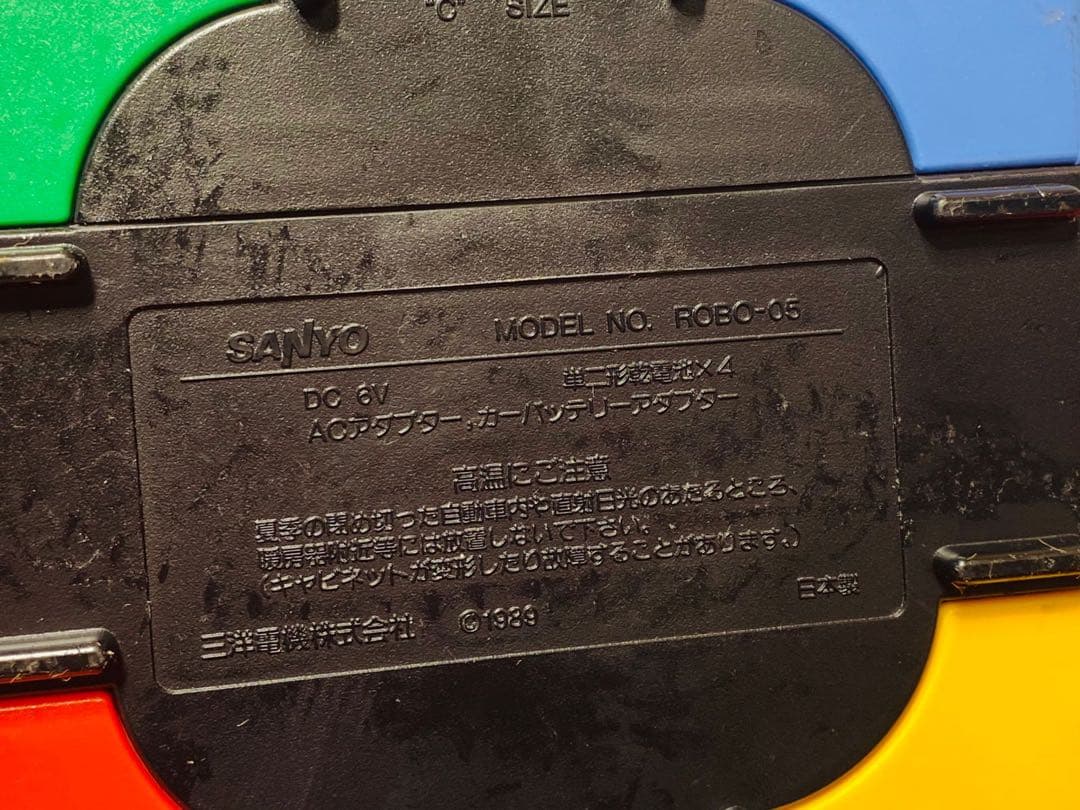 "C" SIZE
SANYO MODEL NO. ROBO-05
DC 6V 単二形乾電池×4
ACアダプター、カーバッテリーアダプター
高温にご注意
夏季の閉め切った自動車内や直射日光のあたるところ、
暖房器附近等には放置しないで下さい。
(キャビネットが変形したり故障することがあります。)
日本製
三洋電機株式会社 ©1989